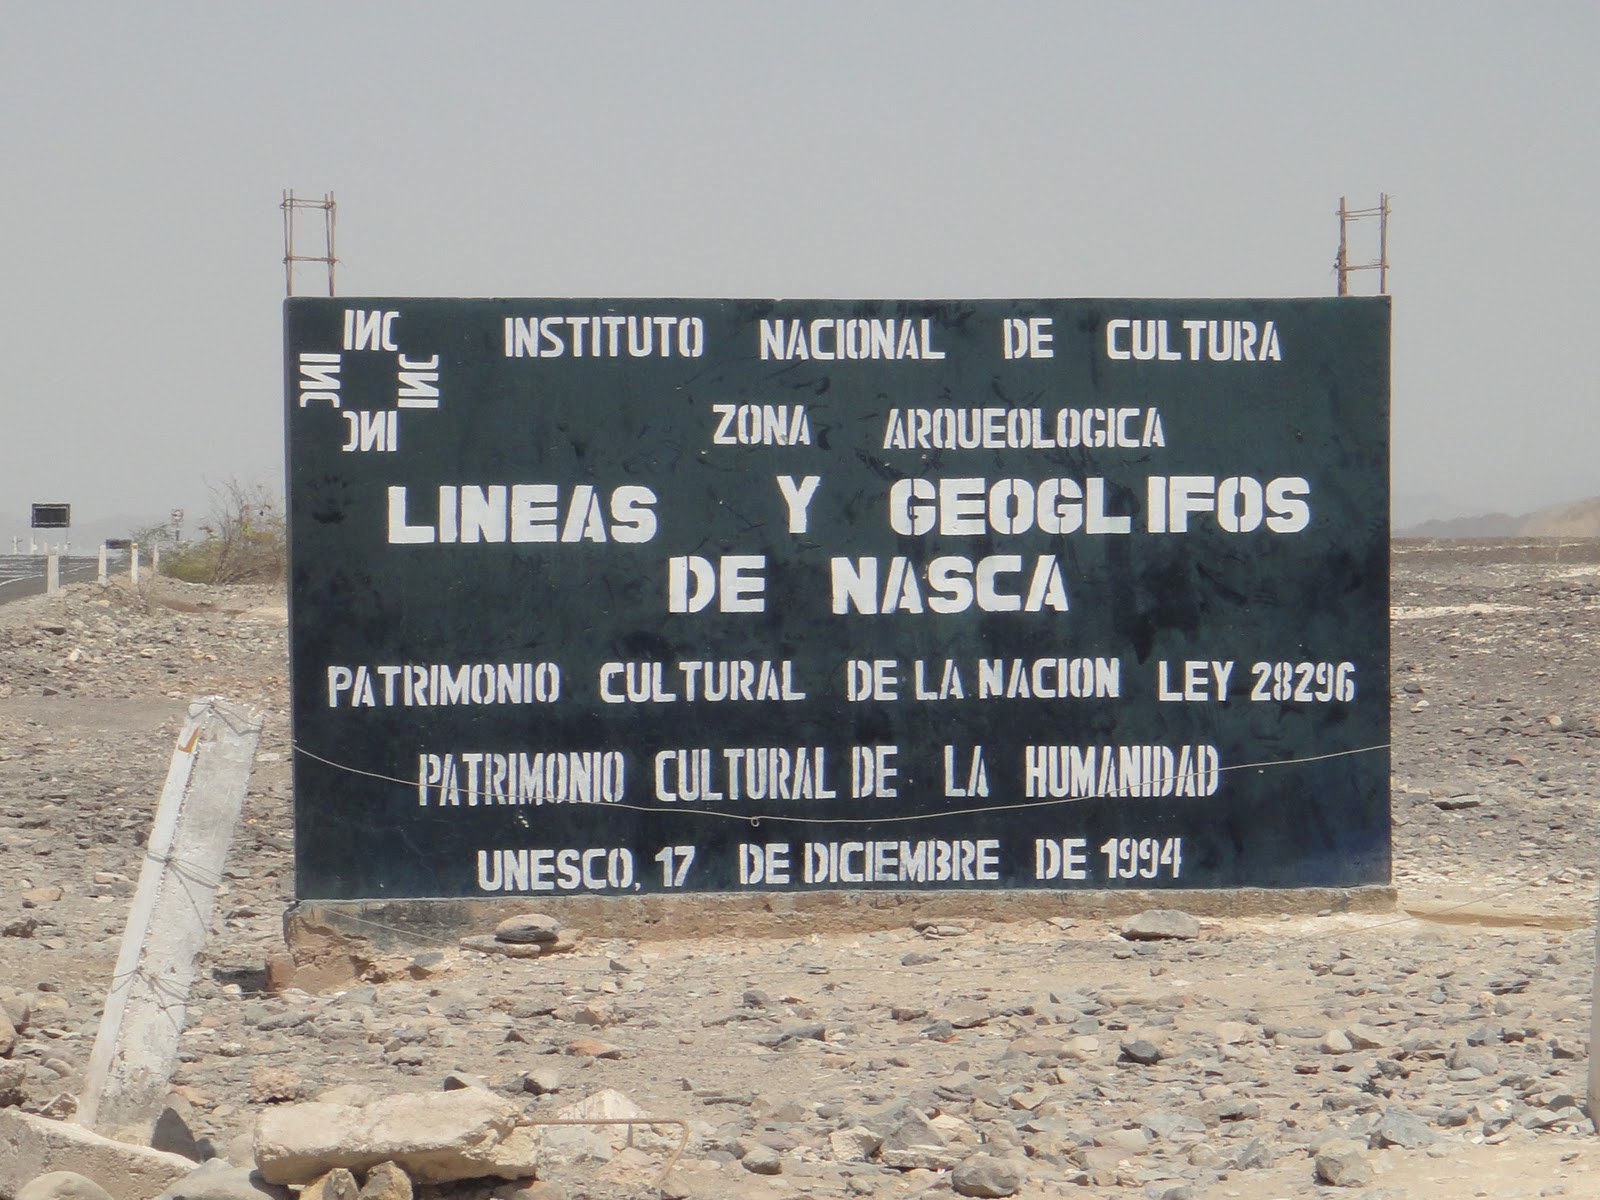 INC INC INC INC
INSTITUTO NACIONAL DE CULTURA
ZONA ARQUEOLOGICA
LINEAS Y GEOGLIFOS
DE NASCA
PATRIMONIO CULTURAL DE LA NACION LEY 28296
PATRIMONIO CULTURAL DE LA HUMANIDAD
UNESCO, 17 DE DICIEMBRE DE 1994